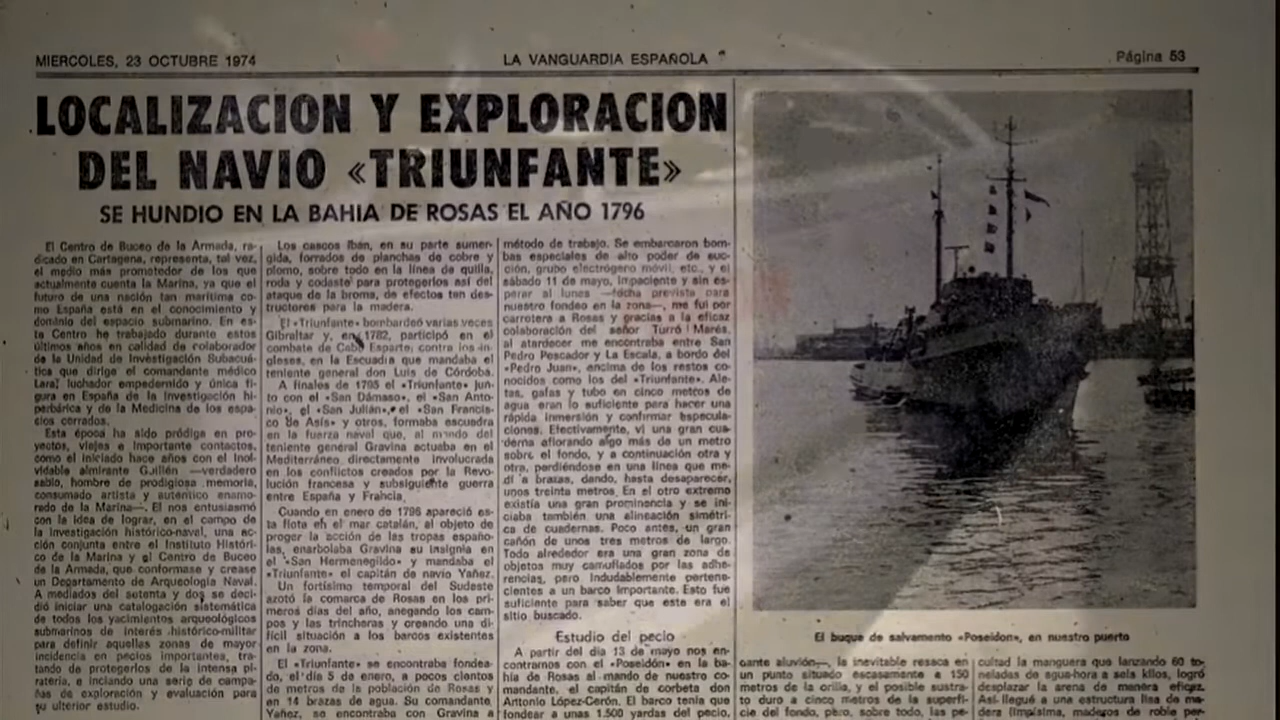 MIERCOLES, 23 OCTUBRE 1974
LA VANGUARDIA ESPAÑOLA
Página 53
LOCALIZACION Y EXPLORACION
DEL NAVIO «TRIUNFANTE»
SE HUNDIO EN LA BAHIA DE ROSAS EL AÑO 1796
El Centro de Buceo de la Armada, ra-
dicado en Cartagena, representa, tal vez,
el medio más promotedor de los que
actualmente cuenta la Marina, ya que el
futuro de una nación tan marítima co-
mo España está en el conocimiento y
dominio del espacio submarino. En es-
te Centro he trabajado durante estos
últimos años en calidad de colaborador
de la Unidad de Investigación Subacuá-
tica que dirige el comandante médico
Lara, luchador empedernido y única fi-
gura en España de la Investigación hi-
perbárica y de la Medicina de los espa-
cios cerrados.
Esta época ha sido pródiga en pro-
yectos, viajes e importante contactos,
como el iniciado hace años con el inol-
vidable almirante Guillén —verdadero
sabio, hombre de prodigiosa memoria,
consumado artista y auténtico enamo-
rado de la Marina—. El nos entusiasmó
con la idea de lograr, en el campo de
la investigación histórico-naval, una ac-
ción conjunta entre el Instituto Históri-
co de la Marina y el Centro de Buceo
de la Armada, que conformase y crease
un Departamento de Arqueología Naval.
A mediados del setenta y dos se deci-
dió iniciar una catalogación sistemática
de todos los yacimientos arqueológicos
submarinos de interés histórico-militar
para definir aquellas zonas de mayor
incidencia en pecios importantes, tra-
tando de protegerlos de la intensa pi-
ratería, e iniciando una serie de campa-
ñas de exploración y evaluación para
su ulterior estudio.
Los cascos iban, en su parte sumer-
gida, forrados de planchas de cobre y
plomo, sobre todo en la línea de quilla,
roda y codaste para protegerlos así del
ataque de la broma, de efectos tan des-
tructores para la madera.
El «Triunfante» bombardeó varias veces
Gibraltar y, en 1782, participó en el
combate de Cabo Esparte, contra los in-
gleses, en la Escuadra que mandaba el
teniente general don Luis de Córdoba.
A finales de 1795 el «Triunfante» jun-
to con el «San Dámaso», el «San Anto-
nio», el «San Julián», el «San Francis-
co de Asís» y otros, formaba escuadra
en la fuerza naval que, al mando del
teniente general Gravina actuaba en el
Mediterráneo directamente involucrada
en los conflictos creados por la Revo-
lución francesa y subsiguiente guerra
entre España y Francia.
Cuando en enero de 1796 apareció es-
ta flota en el mar catalán, al objeto de
proger la acción de las tropas españo-
las, enarbolaba Gravina su insignia en
el «San Hermenegildo» y mandaba el
«Triunfante» el capitán de navío Yañez.
Un fortísimo temporal del Sudeste
azotó la comarca de Rosas en los pri-
meros días del año, anegando los cam-
pos y las trincheras y creando una di-
fícil situación a los barcos existentes
en la zona.
El «Triunfante» se encontraba fondea-
do, el día 5 de enero, a pocos cientos
de metros de la población de Rosas y
en 14 brazas de agua. Su comandante
Yañez, se encontraba con Gravina a
método de trabajo. Se embarcaron bom-
bas especiales de alto poder de suc-
ción, grupo electrógeno móvil, etc., y el
sábado 11 de mayo, impaciente y sin es-
perar al lunes —fecha prevista para
nuestro fondeo en la zona—, me fui por
carretera a Rosas y gracias a la eficaz
colaboración del señor Turró i Marés,
al atardecer me encontraba entre San
Pedro Pescador y La Escala, a bordo del
«Pedro Juan», encima de los restos co-
nocidos como los del «Triunfante». Ale-
tas, gafas y tubo en cinco metros de
agua eran lo suficiente para hacer una
rápida inmersión y confirmar especula-
ciones. Efectivamente, vi una gran cua-
derna aflorando algo más de un metro
sobre el fondo, y a continuación otra y
otra, perdiéndose en una línea que me-
dí a brazas, dando, hasta desaparecer,
unos treinta metros. En el otro extremo
existía una gran prominencia y se ini-
ciaba también una alineación simétri-
ca de cuadernas. Poco antes, un gran
cañón de unos tres metros de largo.
Todo alrededor era una gran zona de
objetos muy camuflados por las adhe-
rencias, pero indudablemente pertene-
cientes a un barco importante. Esto fue
suficiente para saber que este era el
sitio buscado.
Estudio del pecio
A partir del día 13 de mayo nos en-
contramos con el «Poseidón» en la ba-
hía de Rosas al mando de nuestro co-
mandante, el capitán de corbeta don
Antonio López-Cerón. El barco tenía que
fondear a unas 1.500 yardas del pecio,
El buque de salvamento «Poseidon», en nuestro puerto
cante aluvión—, la inevitable resaca en
un punto situado escasamente a 150
metros de la orilla, y el posible sustra-
to duro a cinco metros de la superfi-
cie del fondo, pero, sobre todo, las pe-
cultad la manguera que lanzando 60 to-
neladas de agua-hora a seis kilos, logró
desplazar la arena de manera eficaz.
Así llegué a una estructura lisa de ma-
dera (limpísima, maderos de roble per-